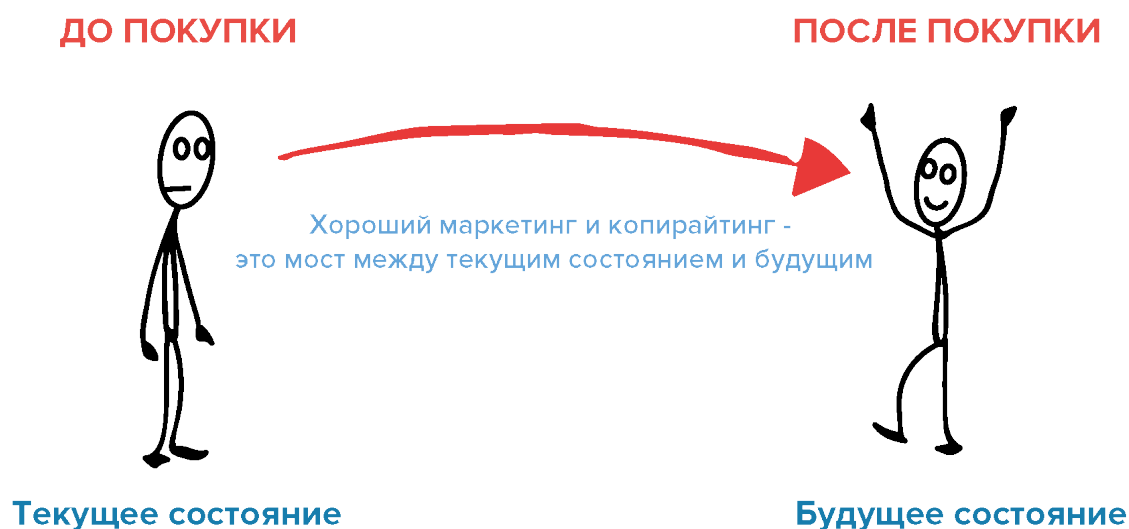 ДО ПОКУПКИ
ПОСЛЕ ПОКУПКИ
Хороший маркетинг и копирайтинг -
это мост между текущим состоянием и будущим
Текущее состояние
Будущее состояние